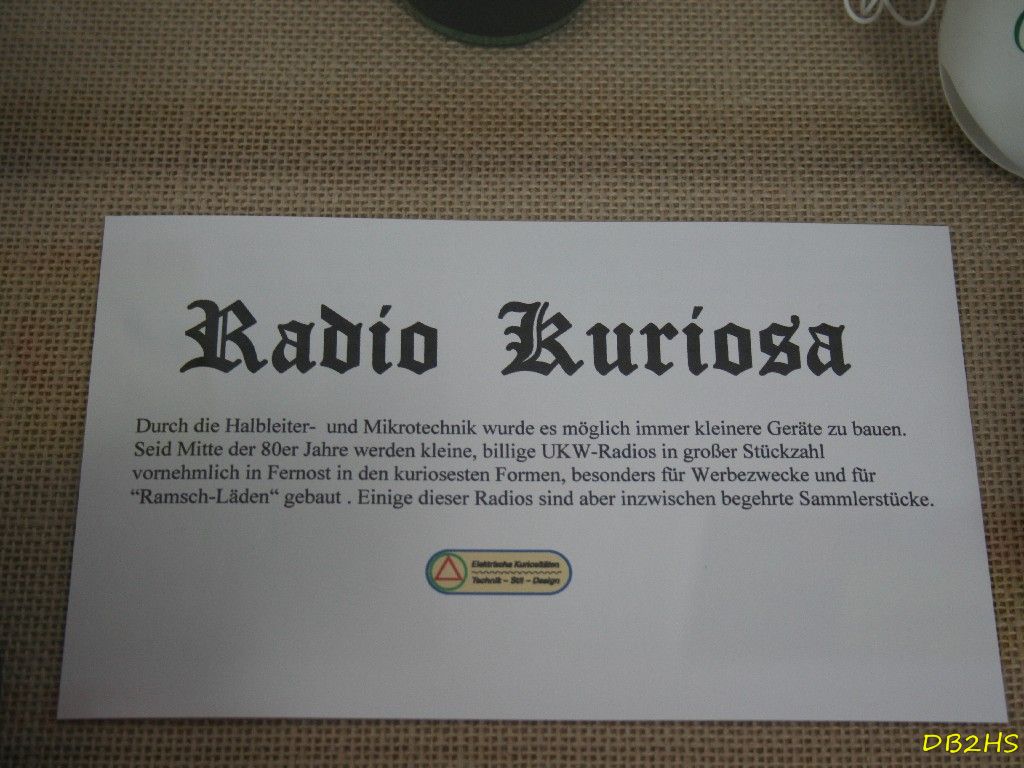 Radio Kuriosa
Durch die Halbleiter- und Mikrotechnik wurde es möglich immer kleinere Geräte zu bauen.
Seid Mitte der 80er Jahre werden kleine, billige UKW-Radios in großer Stückzahl
vornehmlich in Fernost in den kuriosesten Formen, besonders für Werbezwecke und für
“Ramsch-Läden“ gebaut . Einige dieser Radios sind aber inzwischen begehrte Sammlerstücke.
Elektrische Kuriositäten
Technik – Stil – Design
DB2HS